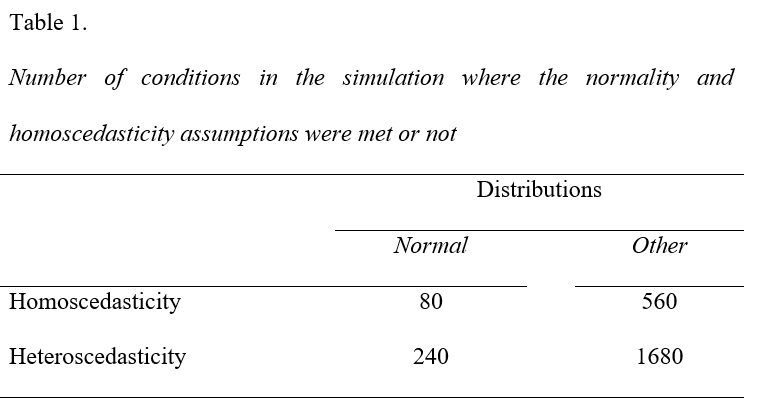 Table 1.
Number of conditions in the simulation where the normality and
homoscedasticity assumptions were met or not
Distributions
Normal Other
Homoscedasticity 80 560
Heteroscedasticity 240 1680